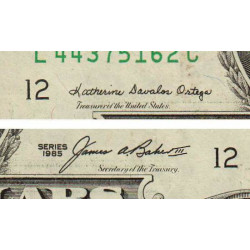 L 44375162 C
12 Katherine Davalos Ortega
Treasurer of the United States.
SERIES
1985 James A Baker III 12
Secretary of the Treasury.